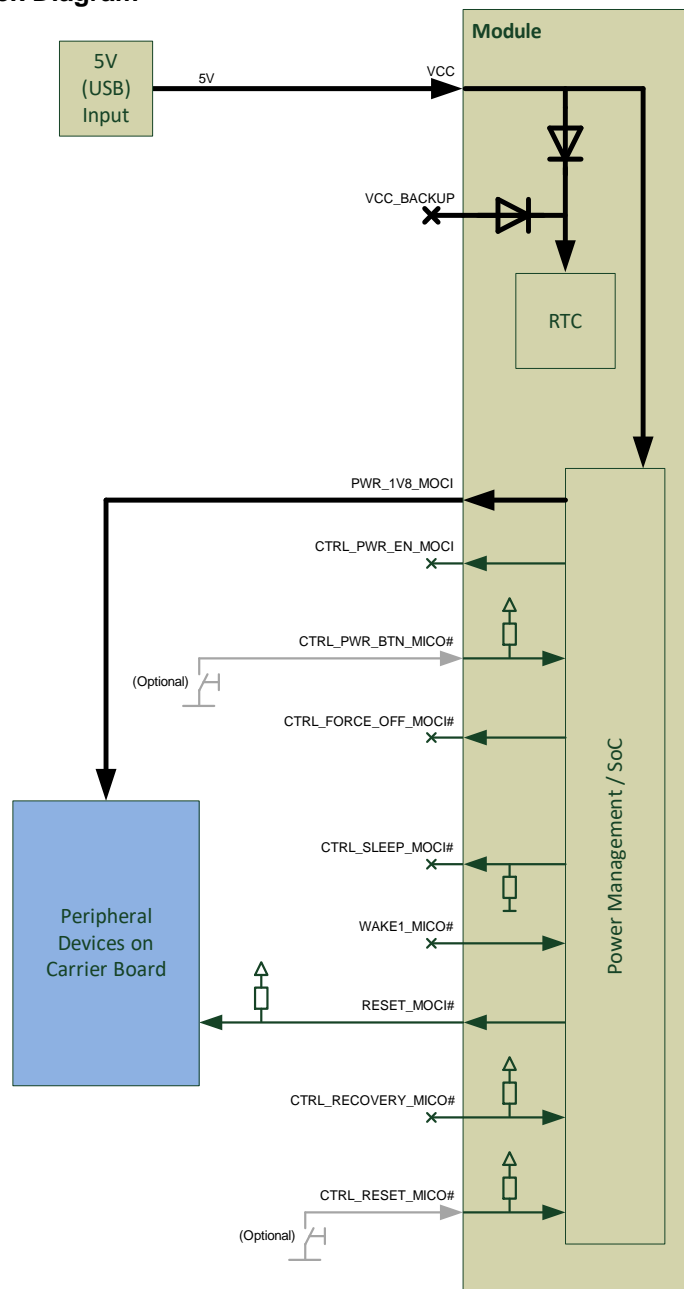 Diagram
Module
5V
(USB)
Input
5V
VCC
VCC_BACKUP
RTC
PWR_1V8_MOCI
CTRL_PWR_EN_MOCI
CTRL_PWR_BTN_MICO#
(Optional)
CTRL_FORCE_OFF_MOCI#
CTRL_SLEEP_MOCI#
Power Management / SoC
Peripheral
Devices on
Carrier Board
WAKE1_MICO#
RESET_MOCI#
CTRL_RECOVERY_MICO#
CTRL_RESET_MICO#
(Optional)